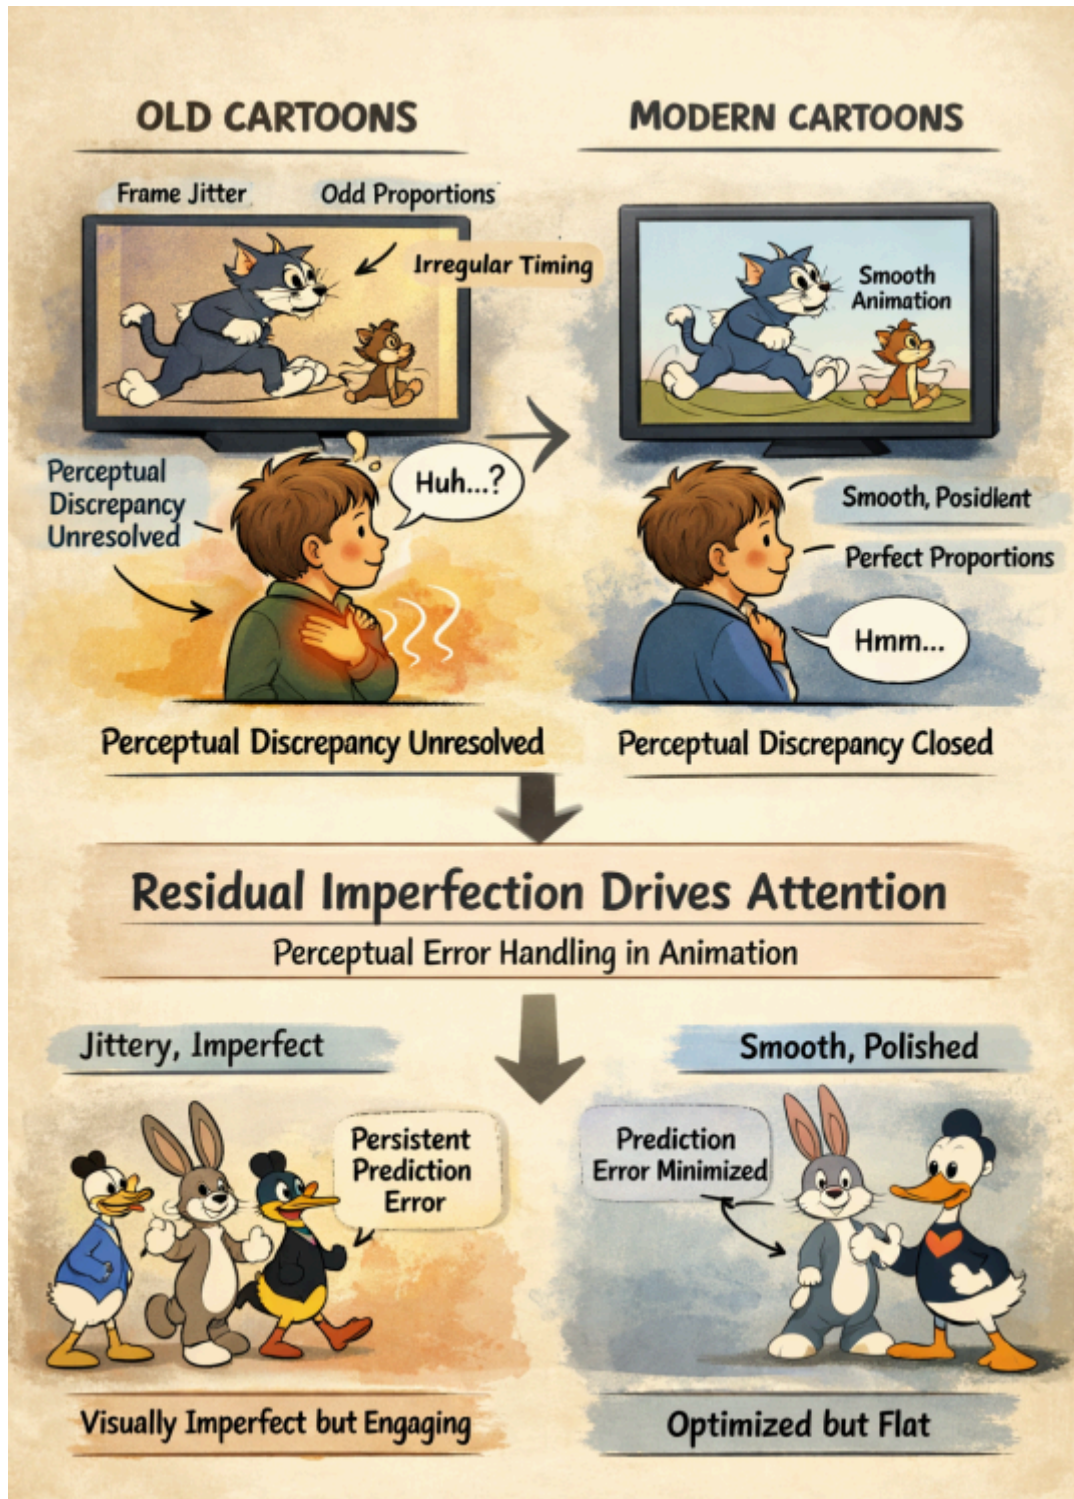 OLD CARTOONS
MODERN CARTOONS
Frame Jitter
Odd Proportions
Irregular Timing
Smooth
Animation
Perceptual
Discrepancy
Unresolved
Huh...?
Smooth, Posidlent
Perfect Proportions
Hmm...
Perceptual Discrepancy Unresolved
Perceptual Discrepancy Closed
Residual Imperfection Drives Attention
Perceptual Error Handling in Animation
Jittery, Imperfect
Smooth, Polished
Persistent
Prediction
Error
Prediction
Error Minimized
Visually Imperfect but Engaging
Optimized but Flat